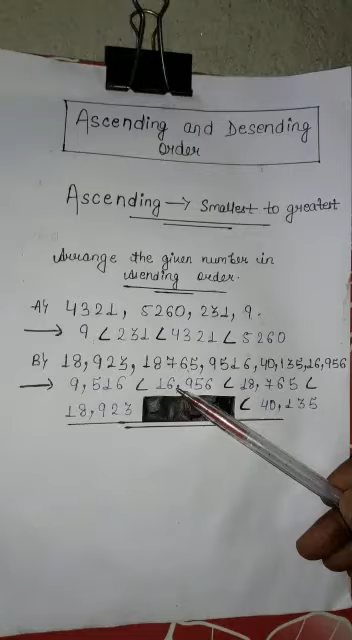 Ascending and Desending
Order
Ascending → Smallest to greatest
Arrange the given number in
Asending order.
A) 4321, 5260, 231, 9.
→ 9 < 231 < 4321 < 5260
B) 18,923, 18765, 9516, 40,135, 16,956
→ 9,516 < 16,956 < 18,765 <
18,923 < 40,135